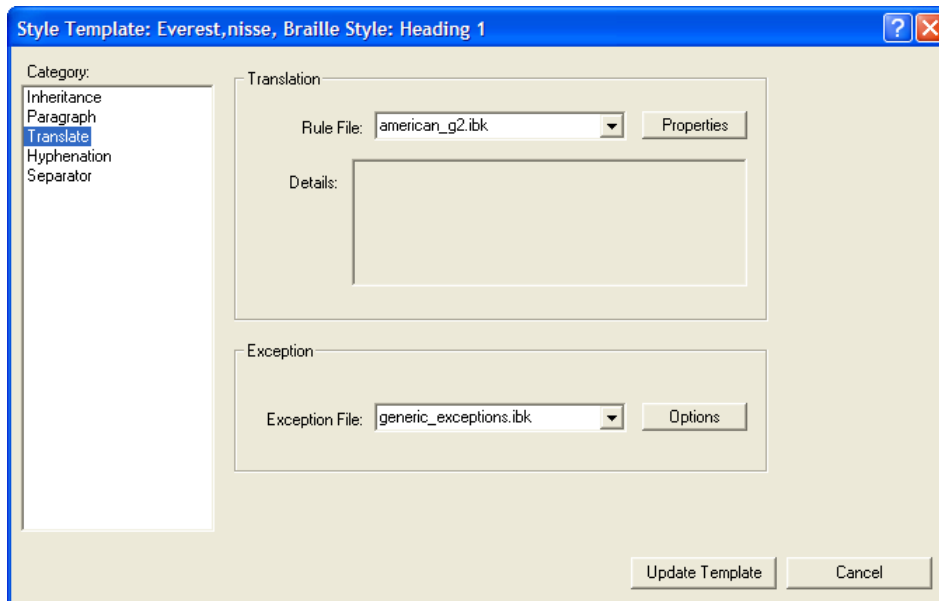 Style Template: Everest,nisse, Braille Style: Heading 1
Category:
Inheritance
Paragraph
Translate
Hyphenation
Separator
Translation
Rule File: american_g2.ibk Properties
Details:
Exception
Exception File: generic_exceptions.ibk Options
Update Template Cancel